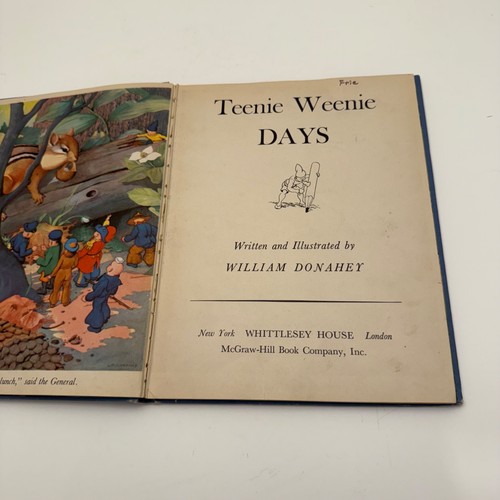 lunch," said the General.
Teenie Weenie
DAYS
Written and Illustrated by
WILLIAM DONAHEY
New York WHITTLESEY HOUSE London
McGraw-Hill Book Company, Inc.